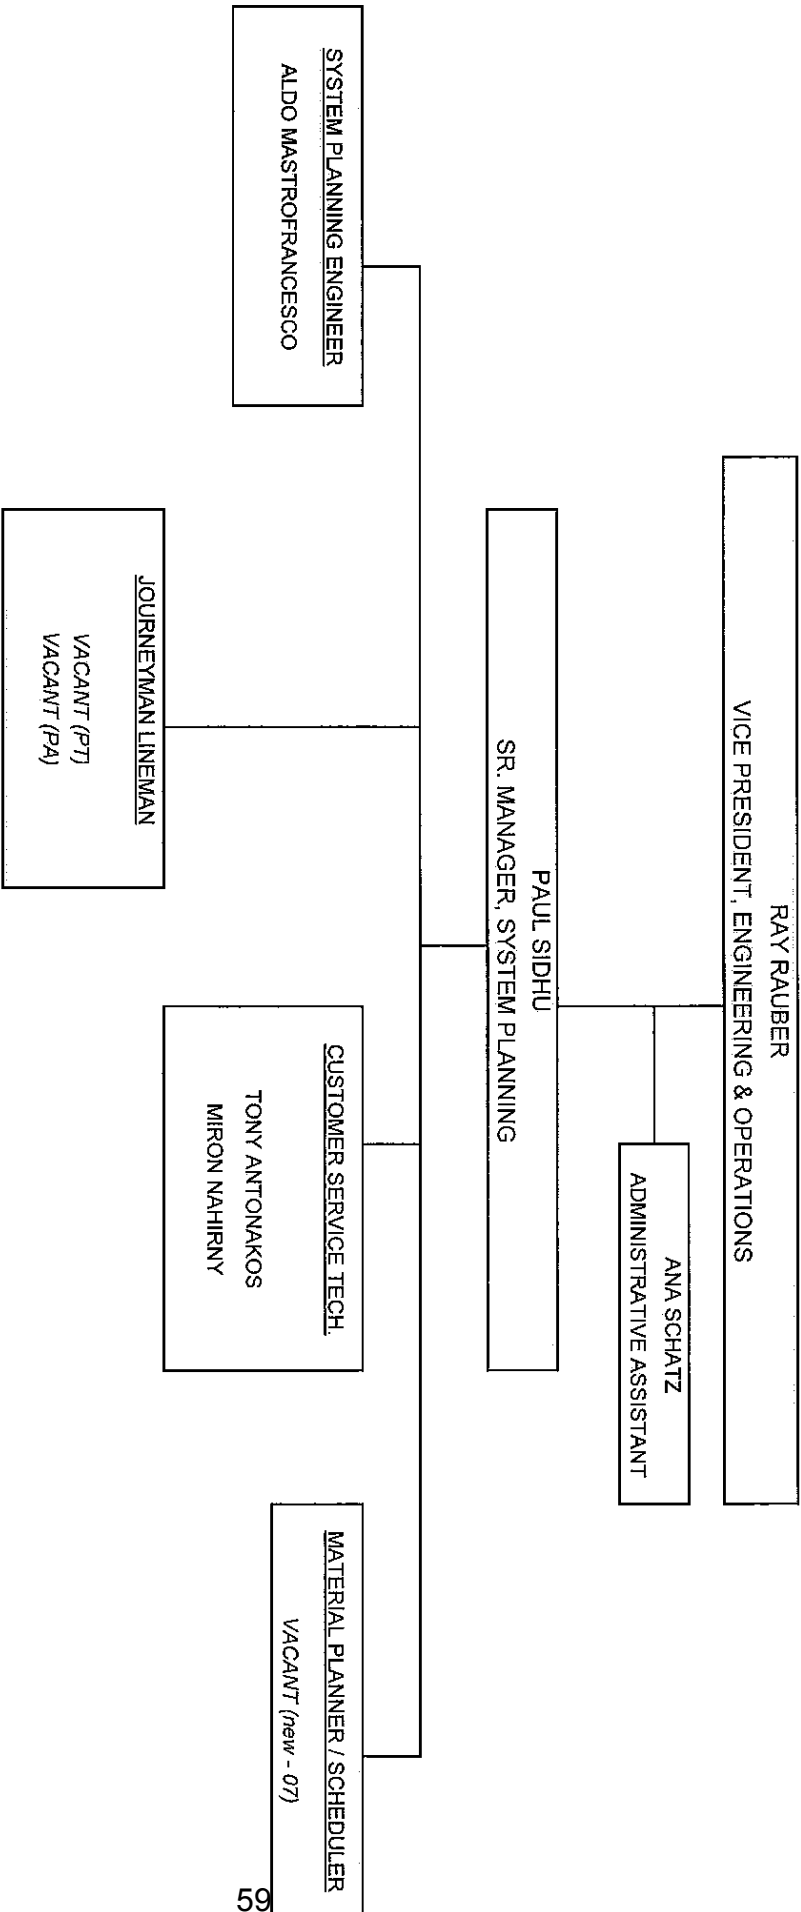 RAY RAUBER
VICE PRESIDENT, ENGINEERING & OPERATIONS
ANA SCHATZ
ADMINISTRATIVE ASSISTANT
PAUL SIDHU
SR. MANAGER, SYSTEM PLANNING
SYSTEM PLANNING ENGINEER
ALDO MASTROFRANCESCO
JOURNEYMAN LINEMAN
VACANT (PT)
VACANT (PA)
CUSTOMER SERVICE TECH.
TONY ANTONAKOS
MIRON NAHIRNY
MATERIAL PLANNER / SCHEDULER
VACANT (new - 07)
59